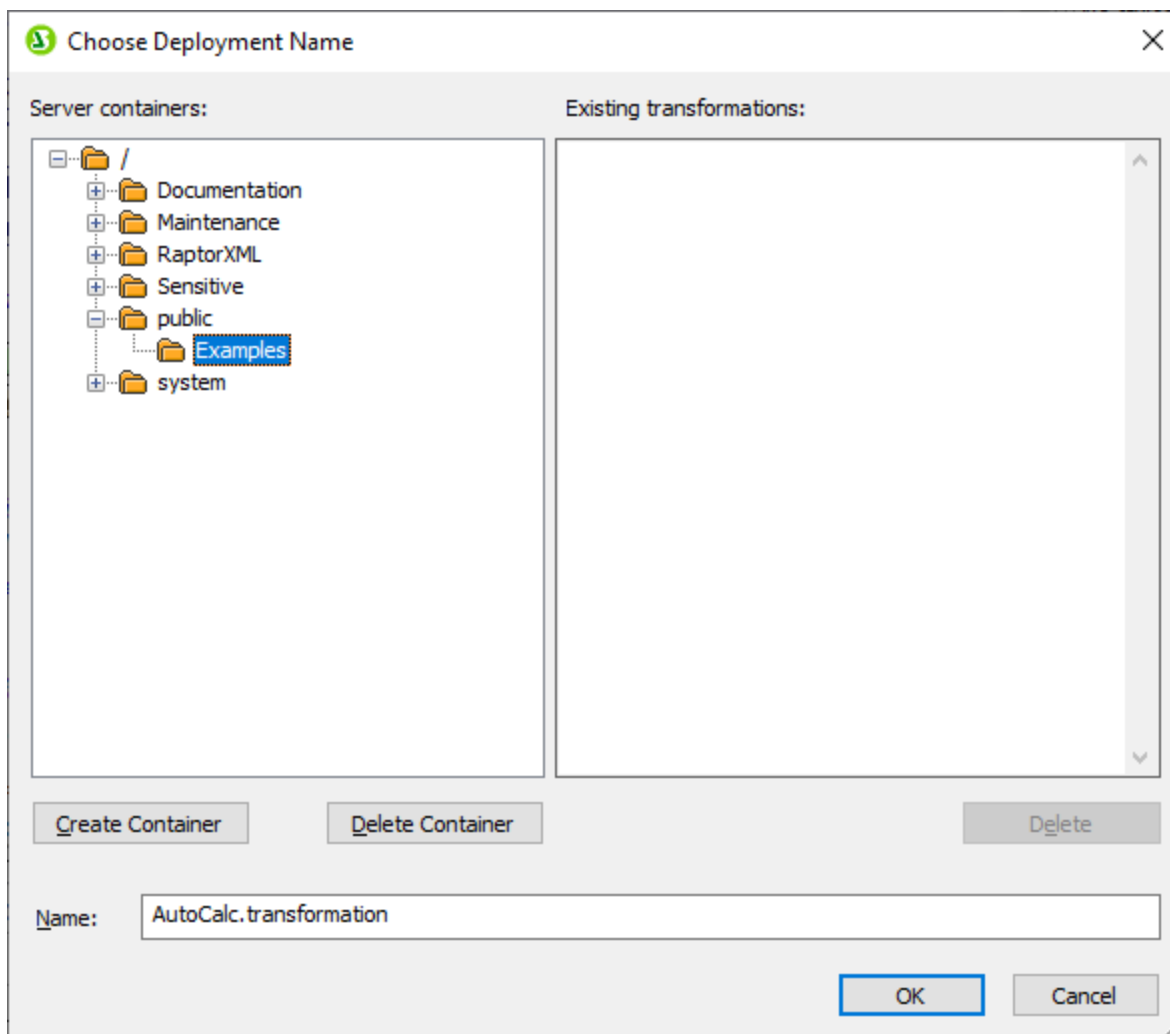 Choose Deployment Name
Server containers:
Existing transformations:
/
Documentation
Maintenance
RaptorXML
Sensitive
public
Examples
system
Create Container
Delete Container
Delete
Name:
AutoCalc.transformation
OK
Cancel